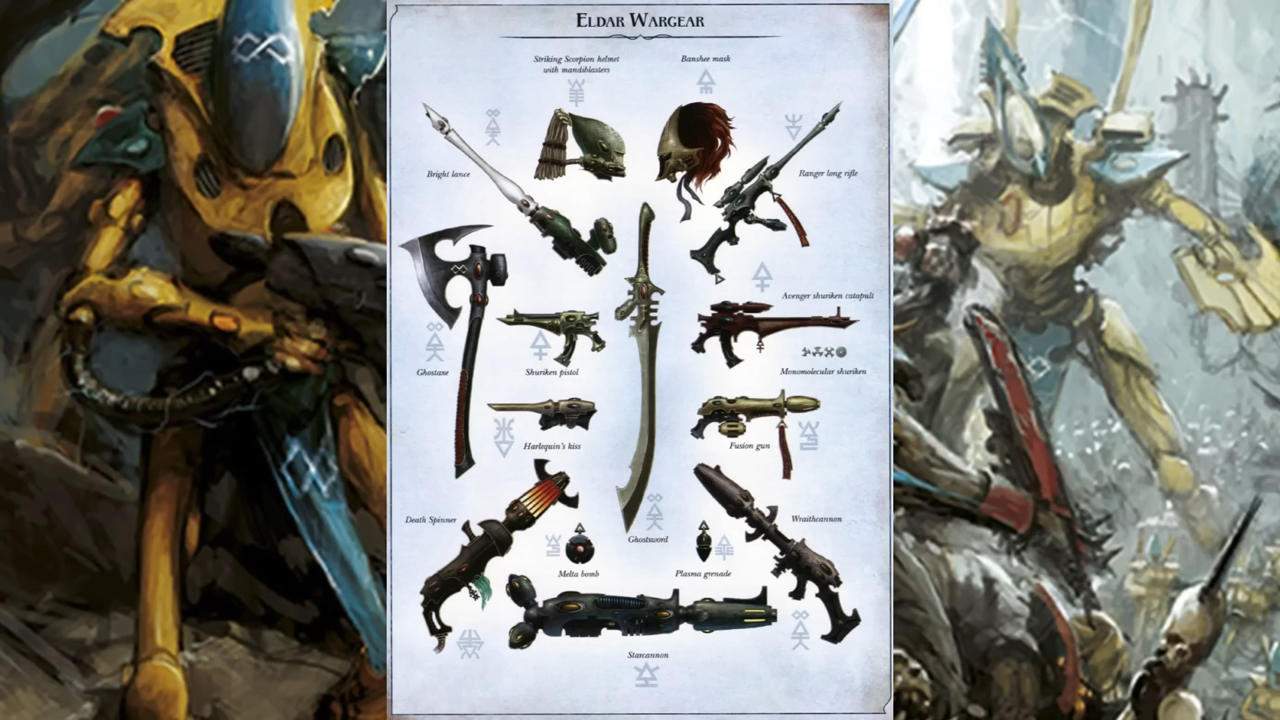 ELDAR WARGEAR
Striking Scorpion helmet
with mandiblasters
Banshee mask
Bright lance
Ranger long rifle
Avenger shuriken catapult
Ghostaxe
Shuriken pistol
Monomolecular shuriken
Harlequin's kiss
Fusion gun
Death Spinner
Wraithcannon
Ghostsword
Melta bomb
Plasma grenade
Starcannon